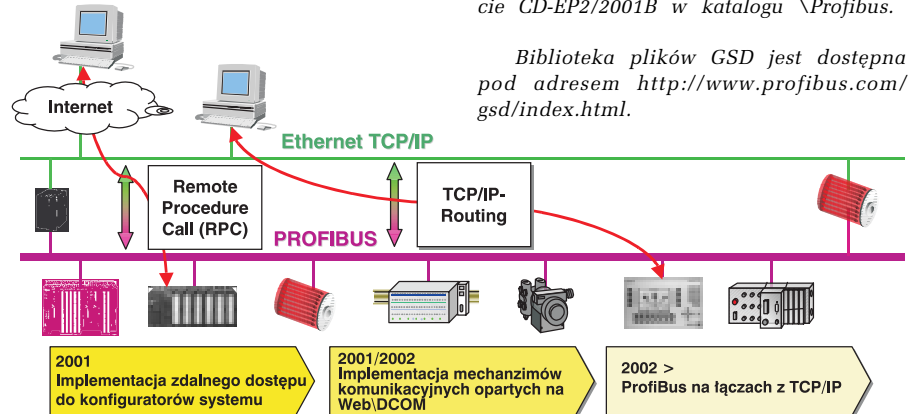 cie CD-EP2/2001B w katalogu \Profibus.
Biblioteka plików GSD jest dostępna
pod adresem http://www.profibus.com/
gsd/index.html.
Internet
Ethernet TCP/IP
Remote
Procedure
Call (RPC)
TCP/IP-
Routing
PROFIBUS
2001
Implementacja zdalnego dostępu
do konfiguratorów systemu
2001/2002
Implementacja mechanzimów
komunikacyjnych opartych na
Web\DCOM
2002 >
ProfiBus na łączach z TCP/IP